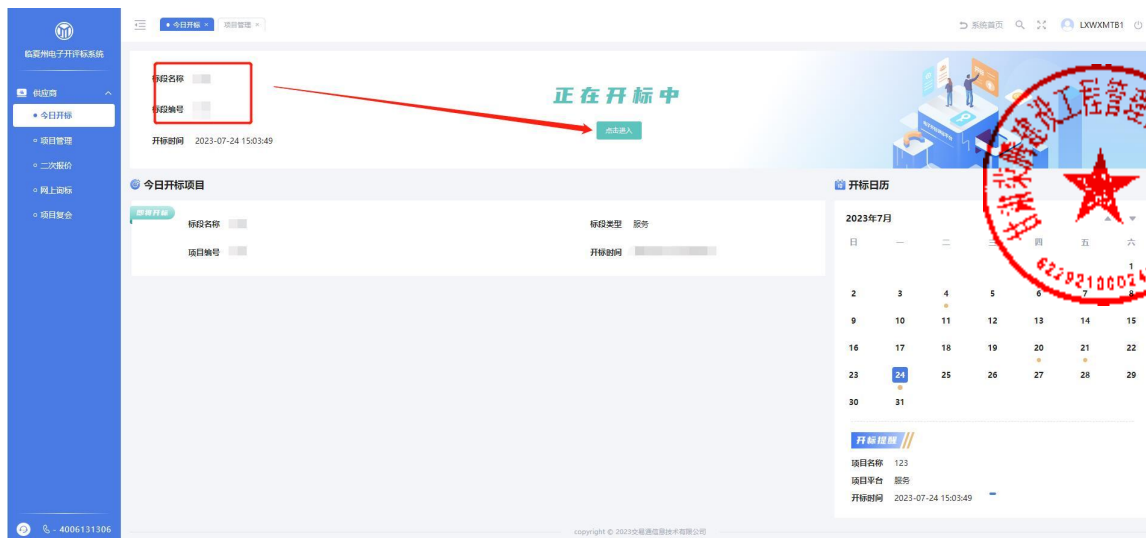 临夏州电子开评标系统
供应商
今日开标
项目管理
二次报价
网上询标
项目复会
- 4006131306
今日开标 ×
项目管理 ×
系统首页
LXWXMTB1
标段名称
标段编号
开标时间 2023-07-24 15:03:49
正在开标中
点击进入
今日开标项目
即将开标
标段名称
标段类型 服务
项目编号
开标时间
开标日历
2023年7月
日 一 二 三 四 五 六
1
2 3 4 5 6 7 8
9 10 11 12 13 14 15
16 17 18 19 20 21 22
23 24 25 26 27 28 29
30 31
开标提醒
项目名称 123
项目平台 服务
开标时间 2023-07-24 15:03:49
copyright © 2023交易通信息技术有限公司